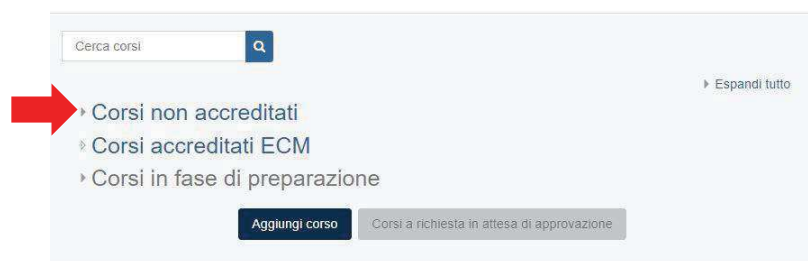 Cerca corsi
Espandi tutto
Corsi non accreditati
Corsi accreditati ECM
Corsi in fase di preparazione
Aggiungi corso Corsi a richiesta in attesa di approvazione